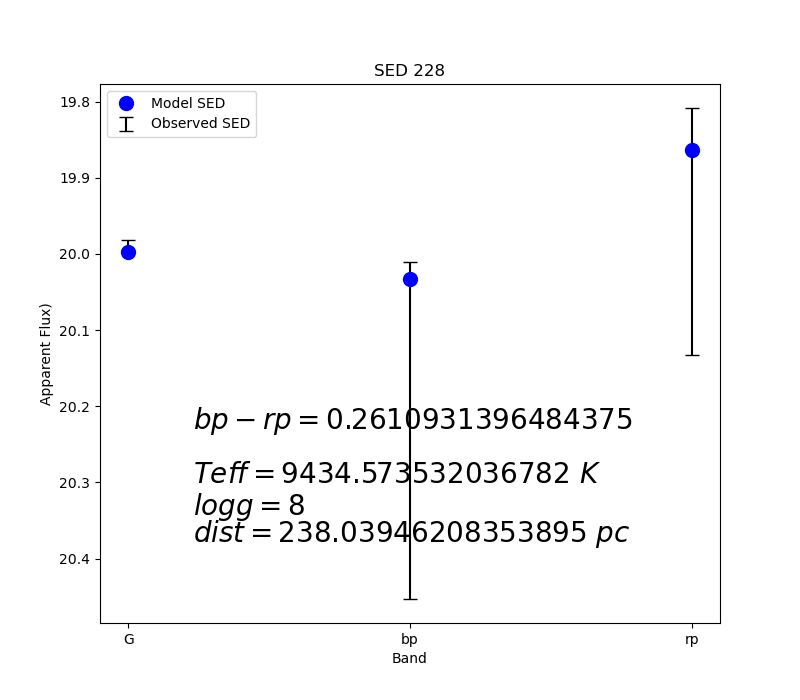 SED 228
Model SED
Observed SED
19.8
19.9
20.0
20.1
20.2
20.3
20.4
Apparent Flux)
bp − rp = 0.2610931396484375
Teff = 9434.573532036782 K
logg = 8
dist = 238.03946208353895 pc
G bp rp
Band